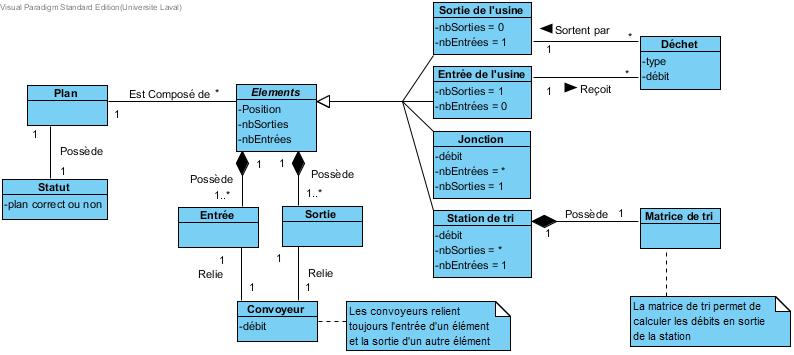 Visual Paradigm Standard Edition(Universite Laval)
Sortie de l'usine
-nbSorties = 0
-nbEntrées = 1
Sortent par
1
*
Déchet
-type
-débit
Entrée de l'usine
-nbSorties = 1
-nbEntrées = 0
1
Reçoit
*
Plan
1
Est Composé de
*
Elements
-Position
-nbSorties
-nbEntrées
1
Possède
1
Statut
-plan correct ou non
Jonction
-débit
-nbEntrées = *
-nbSorties = 1
1
1
Possède
Possède
1..*
1..*
Entrée
Sortie
Station de tri
-débit
-nbSorties = *
-nbEntrées = 1
1
Possède
1
Matrice de tri
1
1
Relie
Relie
1
1
Convoyeur
-débit
Les convoyeurs relient
toujours l'entrée d'un élément
et la sortie d'un autre élément
La matrice de tri permet de
calculer les débits en sortie
de la station